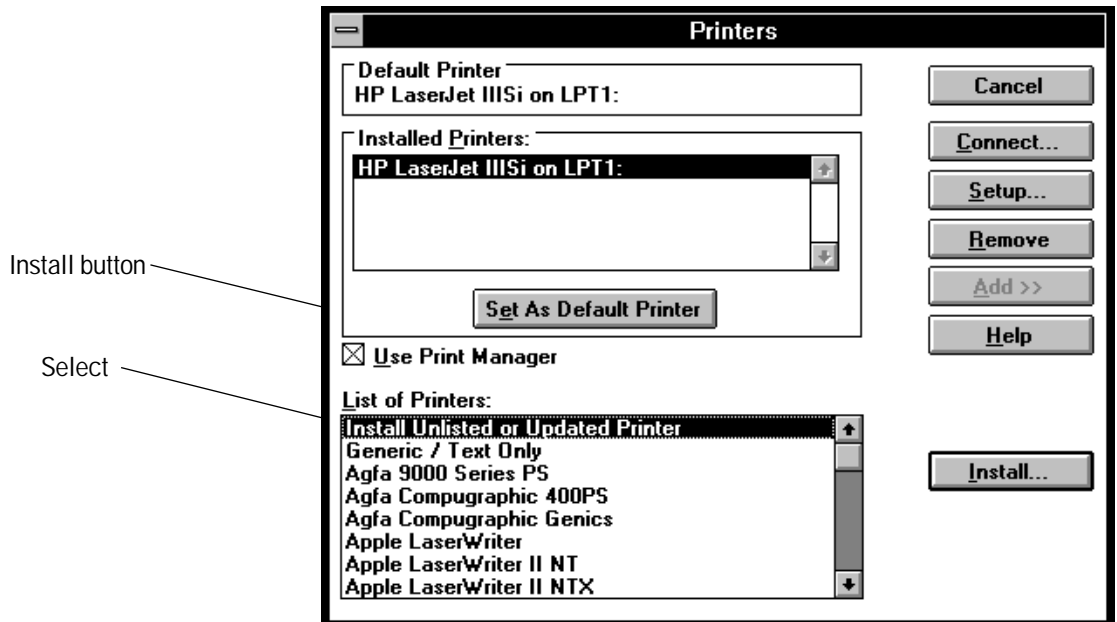 Printers
Default Printer
HP LaserJet IIISi on LPT1:
Cancel
Installed Printers:
HP LaserJet IIISi on LPT1:
Connect...
Setup...
Remove
Install button
Add >>
Set As Default Printer
Help
Use Print Manager
Select
List of Printers:
Install Unlisted or Updated Printer
Generic / Text Only
Agfa 9000 Series PS
Install...
Agfa Compugraphic 400PS
Agfa Compugraphic Genics
Apple LaserWriter
Apple LaserWriter II NT
Apple LaserWriter II NTX